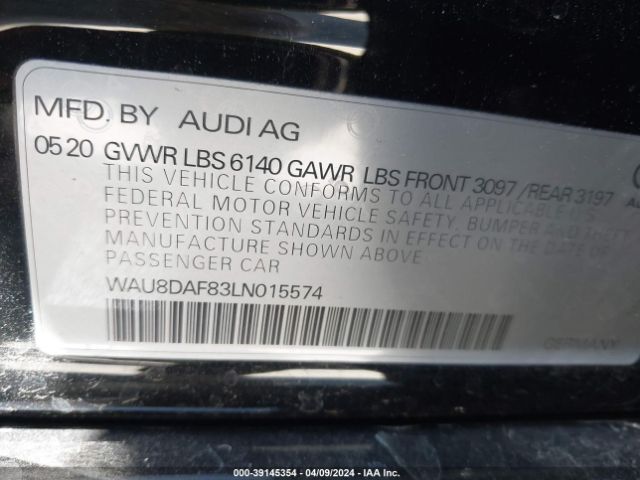 MFD. BY AUDI AG
05 20 GVWR LBS 6140 GAWR LBS FRONT 3097 /REAR 3197
THIS VEHICLE CONFORMS TO ALL APPLICABLE U.S.
FEDERAL MOTOR VEHICLE SAFETY, BUMPER AND THEFT
PREVENTION STANDARDS IN EFFECT ON THE DATE OF
MANUFACTURE SHOWN ABOVE
PASSENGER CAR
WAU8DAF83LN015574
GERMANY
000-39145354 - 04/09/2024 - IAA Inc.